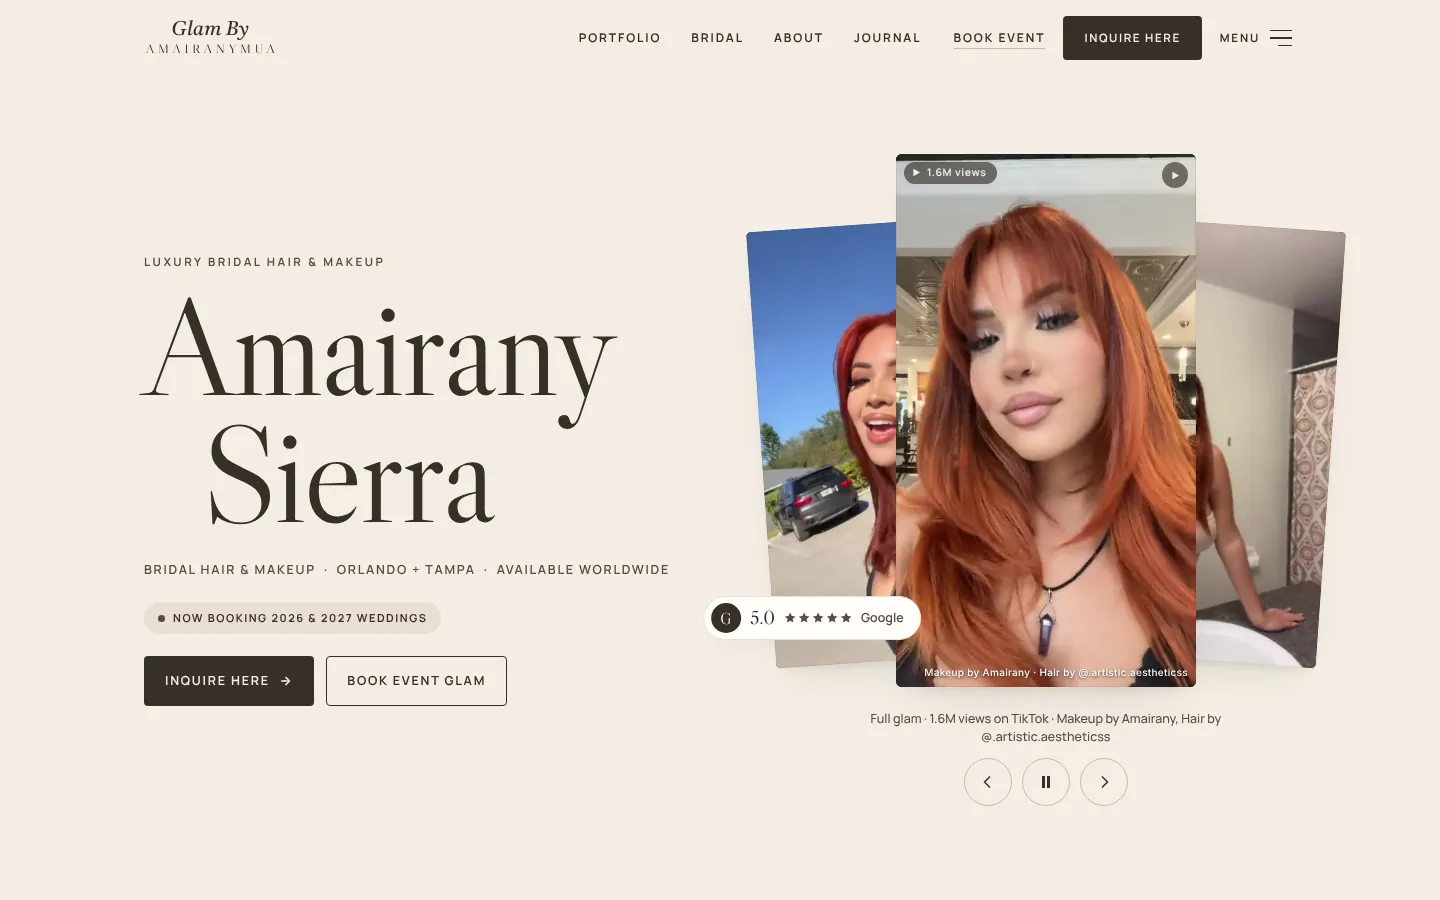 Glam By
AMAIRANYMUA
PORTFOLIO
BRIDAL
ABOUT
JOURNAL
BOOK EVENT
INQUIRE HERE
MENU
LUXURY BRIDAL HAIR & MAKEUP
Amairany
Sierra
BRIDAL HAIR & MAKEUP · ORLANDO + TAMPA · AVAILABLE WORLDWIDE
NOW BOOKING 2026 & 2027 WEDDINGS
INQUIRE HERE →
BOOK EVENT GLAM
1.6M views
G 5.0 ★★★★★ Google
Makeup by Amairany · Hair by @.artistic.aestheticss
Full glam · 1.6M views on TikTok · Makeup by Amairany, Hair by
@.artistic.aestheticss